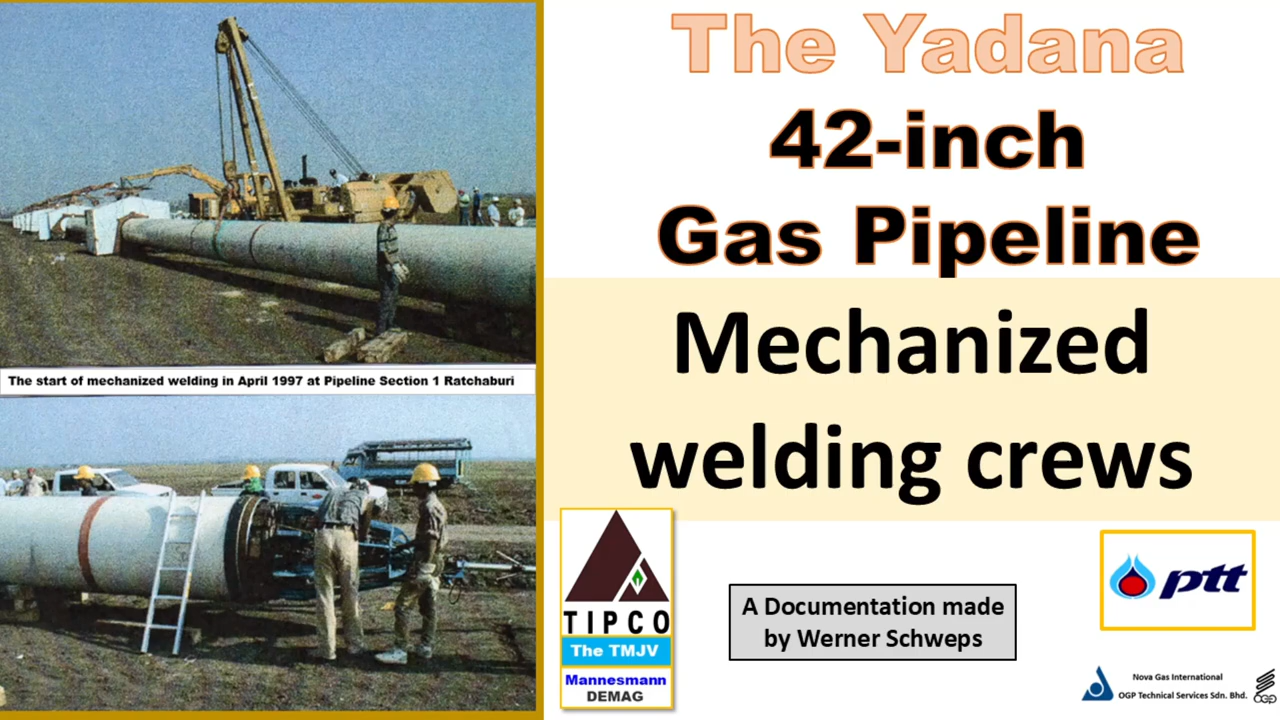 The Yadana
42-inch
Gas Pipeline
Mechanized
welding crews
The start of mechanized welding in April 1997 at Pipeline Section 1 Ratchaburi
TIPCO
The TMJV
Mannesmann
DEMAG
A Documentation made
by Werner Schweps
ptt
Nova Gas International
OGP Technical Services Sdn. Bhd.
OGP